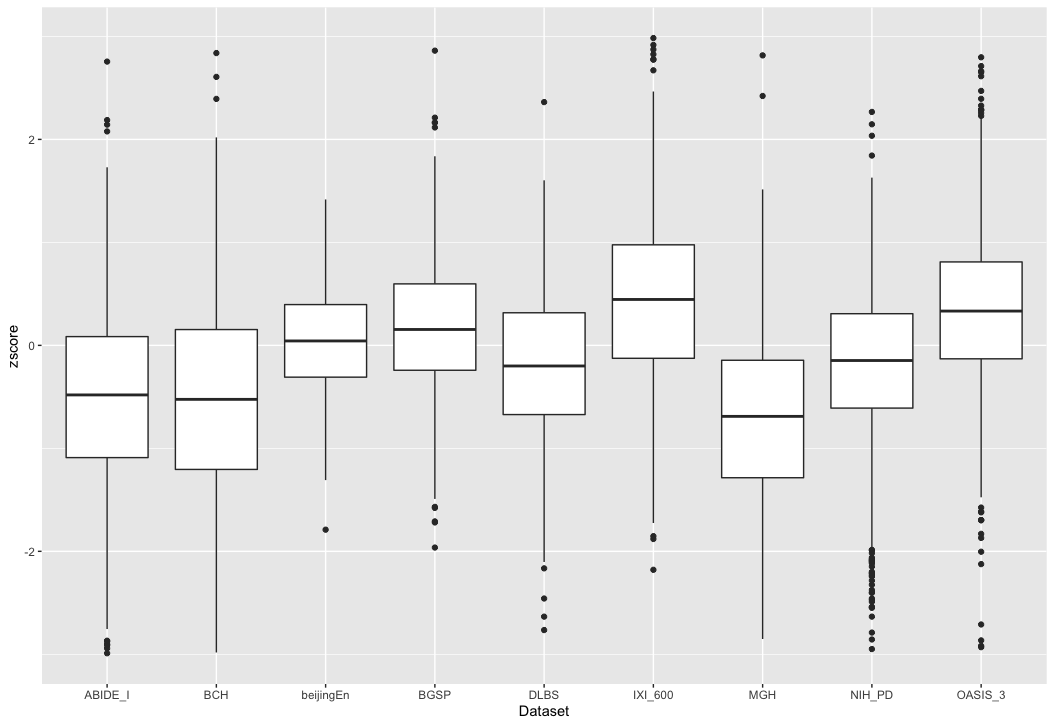 zscore
2
0
-2
ABIDE_I BCH beijingEn BGSP DLBS IXI_600 MGH NIH_PD OASIS_3
Dataset